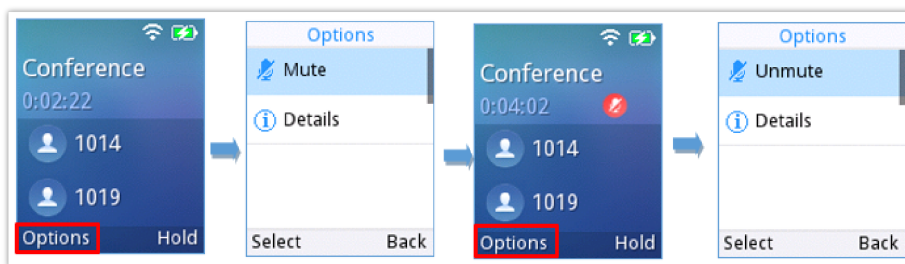 Conference
0:02:22
1014
1019
Options Hold
Options
Mute
Details
Select Back
Conference
0:04:02
1014
1019
Options Hold
Options
Unmute
Details
Select Back